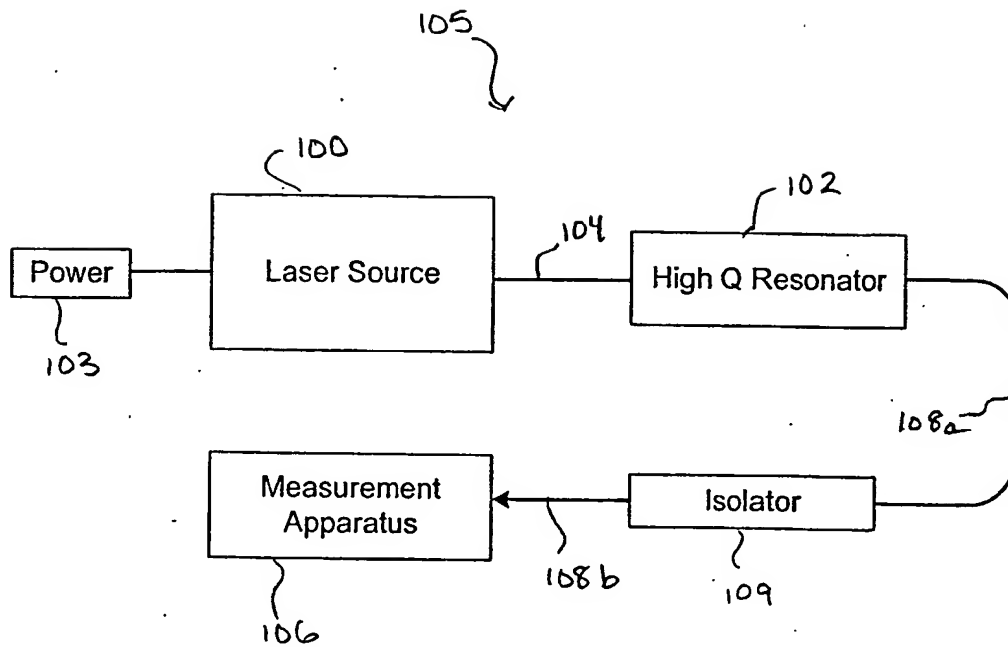 105
100
102
104
Power
Laser Source
High Q Resonator
103
108a
Measurement
Apparatus
Isolator
108b
109
106